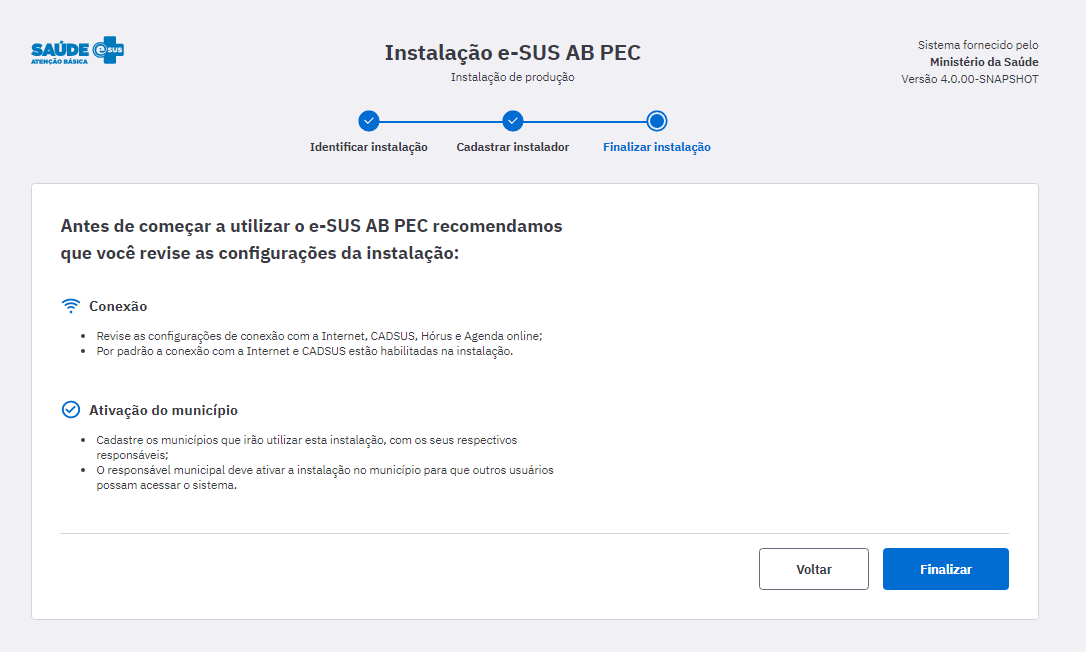 SAÚDE e SUS
ATENÇÃO BÁSICA
Instalação e-SUS AB PEC
Instalação de produção
Sistema fornecido pelo
Ministério da Saúde
Versão 4.0.00-SNAPSHOT
Identificar instalação
Cadastrar instalador
Finalizar instalação
Antes de começar a utilizar o e-SUS AB PEC recomendamos
que você revise as configurações da instalação:
Conexão
• Revise as configurações de conexão com a Internet, CADSUS, Hórus e Agenda online;
• Por padrão a conexão com a Internet e CADSUS estão habilitadas na instalação.
Ativação do município
• Cadastre os municípios que irão utilizar esta instalação, com os seus respectivos
responsáveis;
• O responsável municipal deve ativar a instalação no município para que outros usuários
possam acessar o sistema.
Voltar
Finalizar